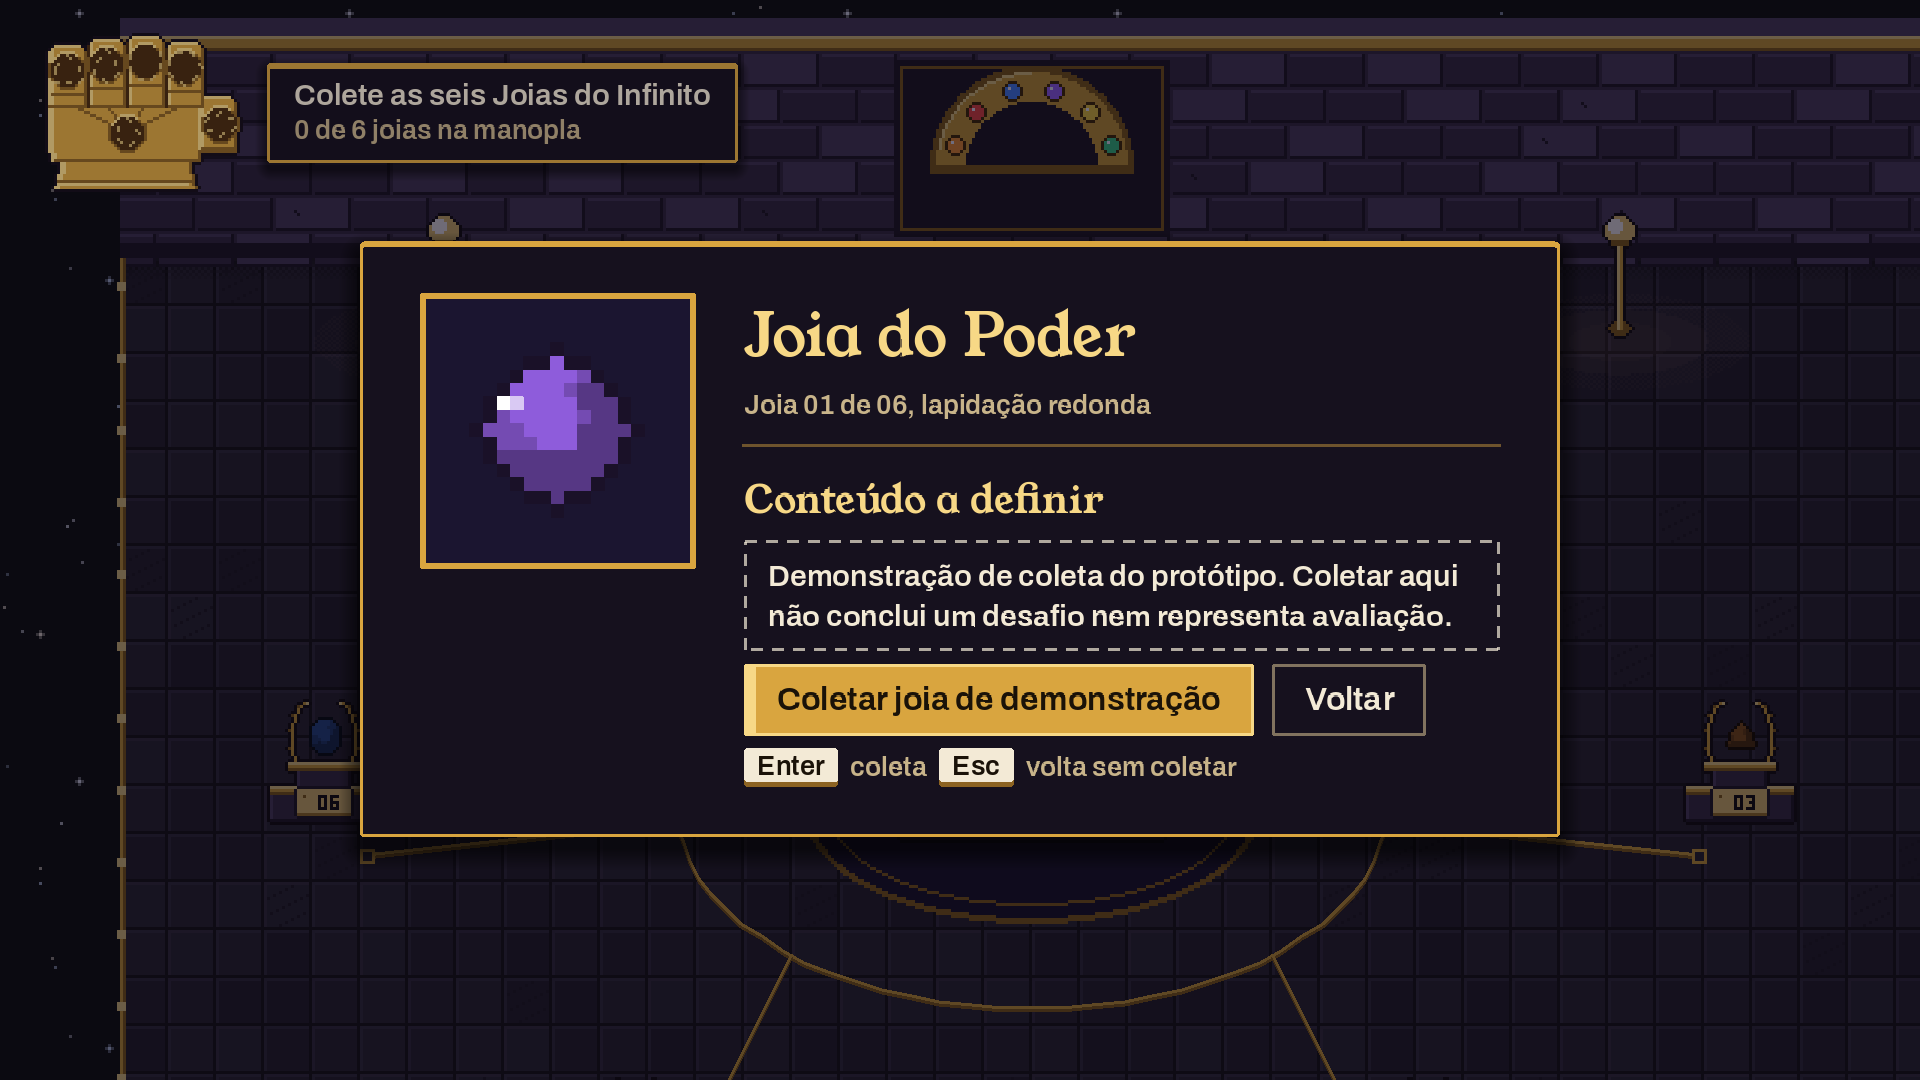 Colete as seis Joias do Infinito
0 de 6 joias na manopla
Joia do Poder
Joia 01 de 06, lapidação redonda
Conteúdo a definir
Demonstração de coleta do protótipo. Coletar aqui
não conclui um desafio nem representa avaliação.
Coletar joia de demonstração
Voltar
Enter coleta Esc volta sem coletar
06
03